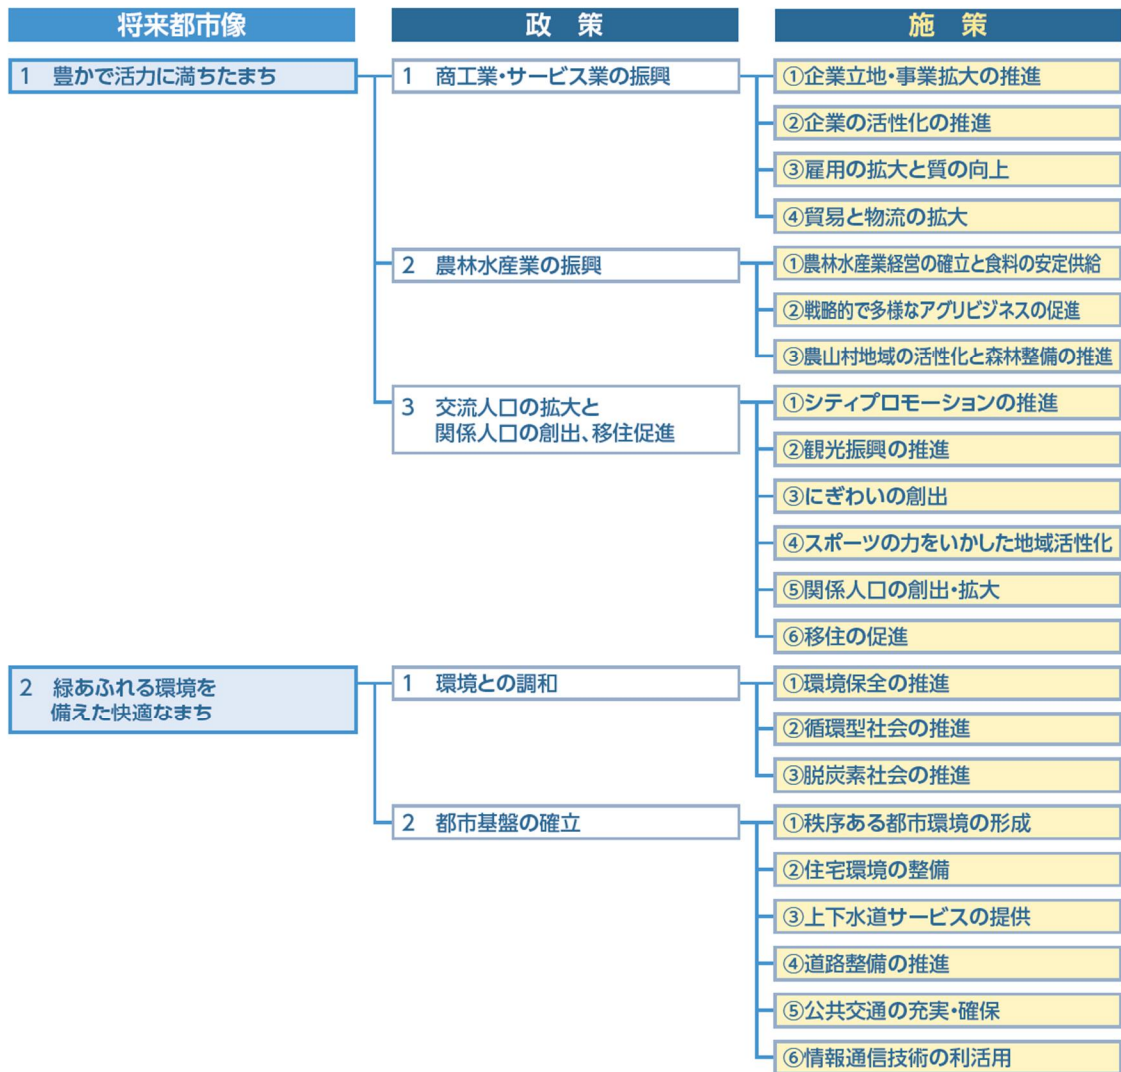 将来都市像
政 策
施 策
1 豊かで活力に満ちたまち
1 商工業・サービス業の振興
①企業立地・事業拡大の推進
②企業の活性化の推進
③雇用の拡大と質の向上
④貿易と物流の拡大
2 農林水産業の振興
①農林水産業経営の確立と食料の安定供給
②戦略的で多様なアグリビジネスの促進
③農山村地域の活性化と森林整備の推進
3 交流人口の拡大と
関係人口の創出、移住促進
①シティプロモーションの推進
②観光振興の推進
③にぎわいの創出
④スポーツの力をいかした地域活性化
⑤関係人口の創出・拡大
⑥移住の促進
2 緑あふれる環境を
備えた快適なまち
1 環境との調和
①環境保全の推進
②循環型社会の推進
③脱炭素社会の推進
2 都市基盤の確立
①秩序ある都市環境の形成
②住宅環境の整備
③上下水道サービスの提供
④道路整備の推進
⑤公共交通の充実・確保
⑥情報通信技術の利活用